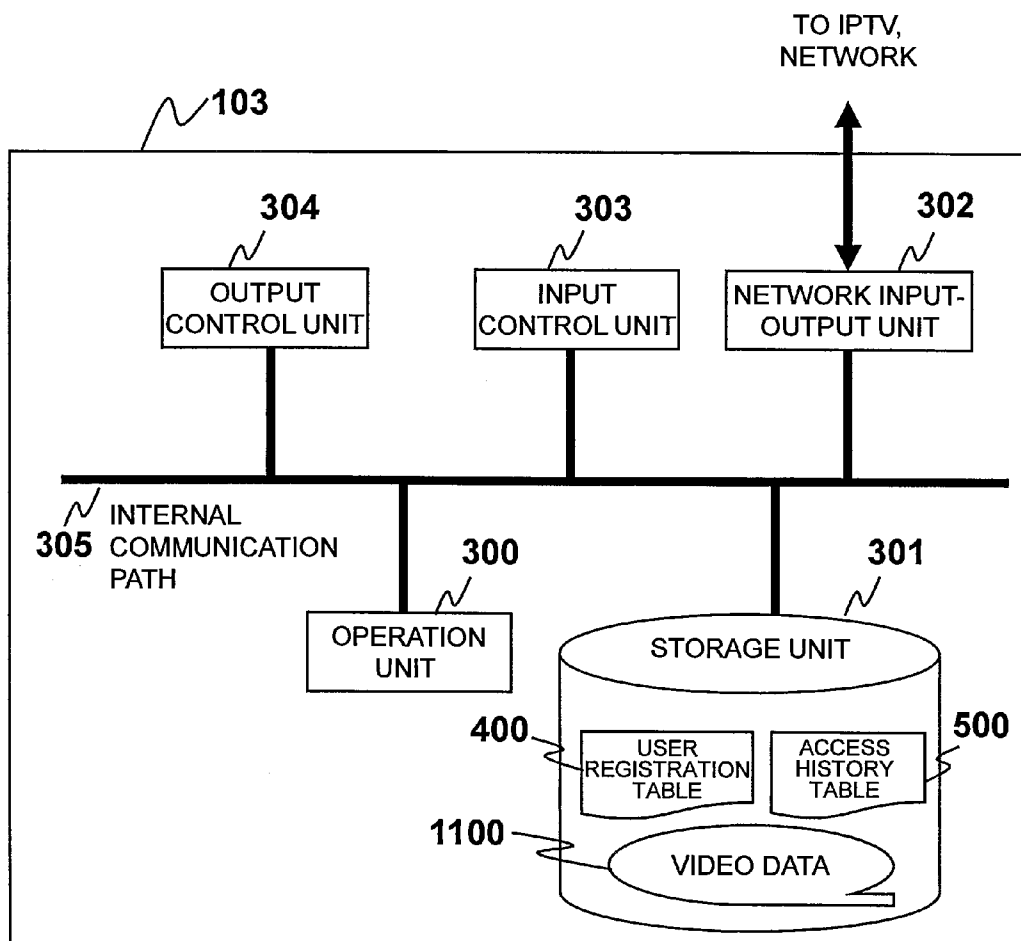 TO IPTV,
NETWORK
103
304
303
302
OUTPUT
CONTROL UNIT
INPUT
CONTROL UNIT
NETWORK INPUT-
OUTPUT UNIT
305
INTERNAL
COMMUNICATION
PATH
300
301
OPERATION
UNIT
STORAGE UNIT
400
USER
REGISTRATION
TABLE
ACCESS
HISTORY
TABLE
500
1100
VIDEO DATA